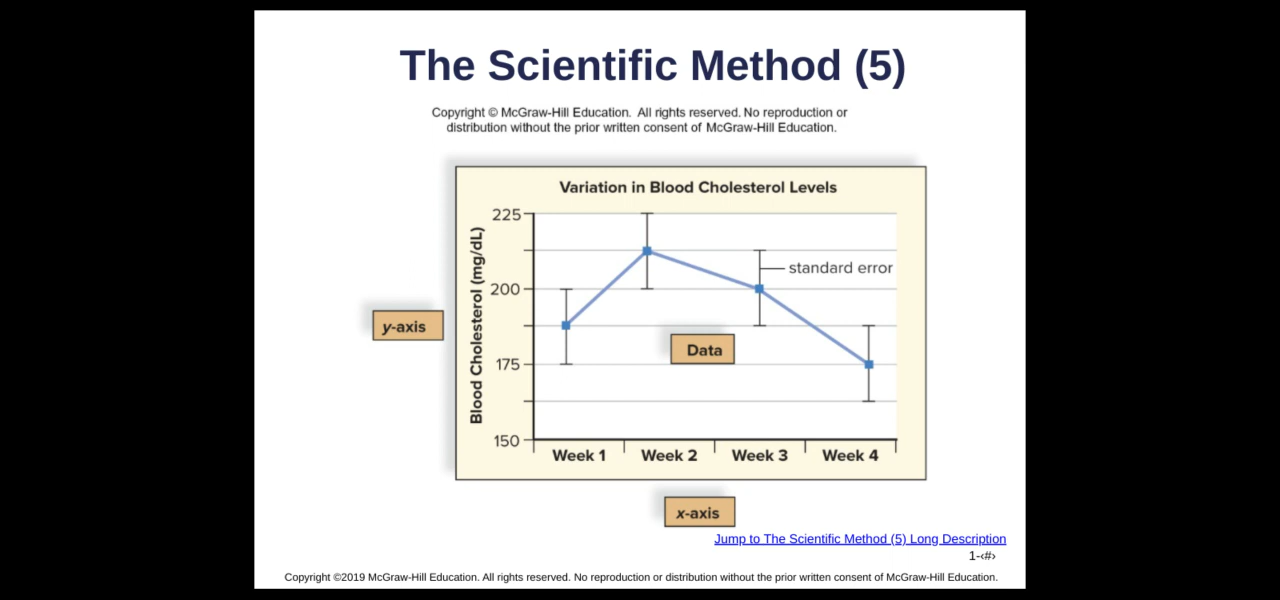 The Scientific Method (5)
Copyright © McGraw-Hill Education. All rights reserved. No reproduction or
distribution without the prior written consent of McGraw-Hill Education.
Variation in Blood Cholesterol Levels
225
200
175
150
Blood Cholesterol (mg/dL)
y-axis
standard error
Data
Week 1 Week 2 Week 3 Week 4
x-axis
Jump to The Scientific Method (5) Long Description
1-‹#›
Copyright ©2019 McGraw-Hill Education. All rights reserved. No reproduction or distribution without the prior written consent of McGraw-Hill Education.